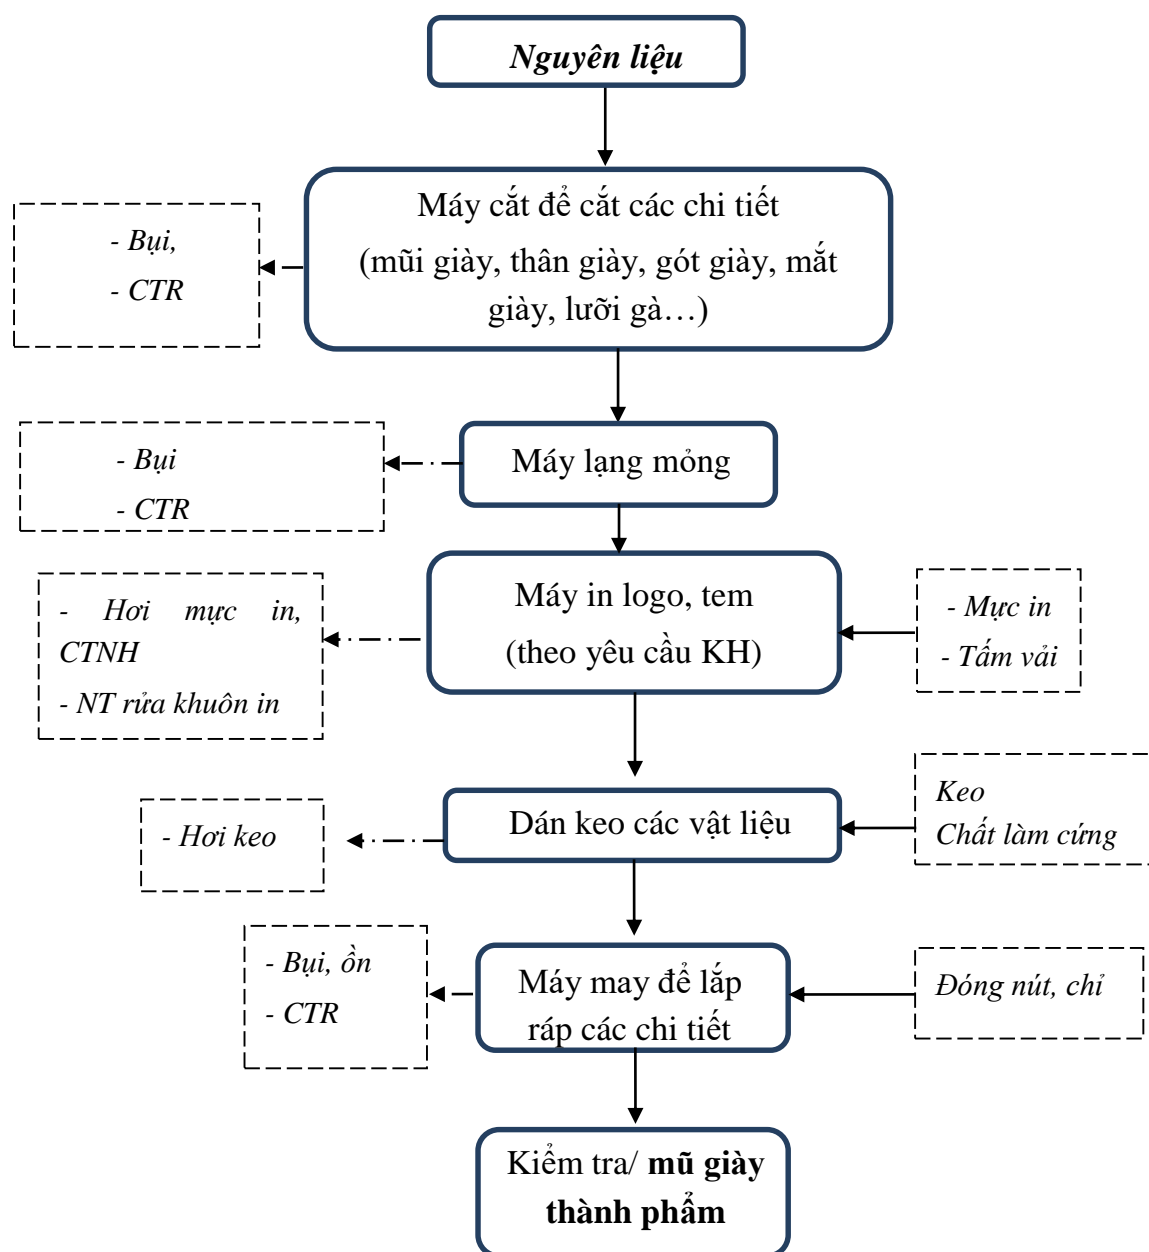 Nguyên liệu
Máy cắt để cắt các chi tiết
(mũi giày, thân giày, gót giày, mắt
giày, lưỡi gà…)
- Bụi,
- CTR
Máy lạng mỏng
- Bụi
- CTR
Máy in logo, tem
(theo yêu cầu KH)
- Hơi mực in,
CTNH
- NT rửa khuôn in
- Mực in
- Tấm vải
Dán keo các vật liệu
- Hơi keo
Keo
Chất làm cứng
Máy may để lắp
ráp các chi tiết
- Bụi, ồn
- CTR
Đóng nút, chỉ
Kiểm tra/ mũ giày
thành phẩm